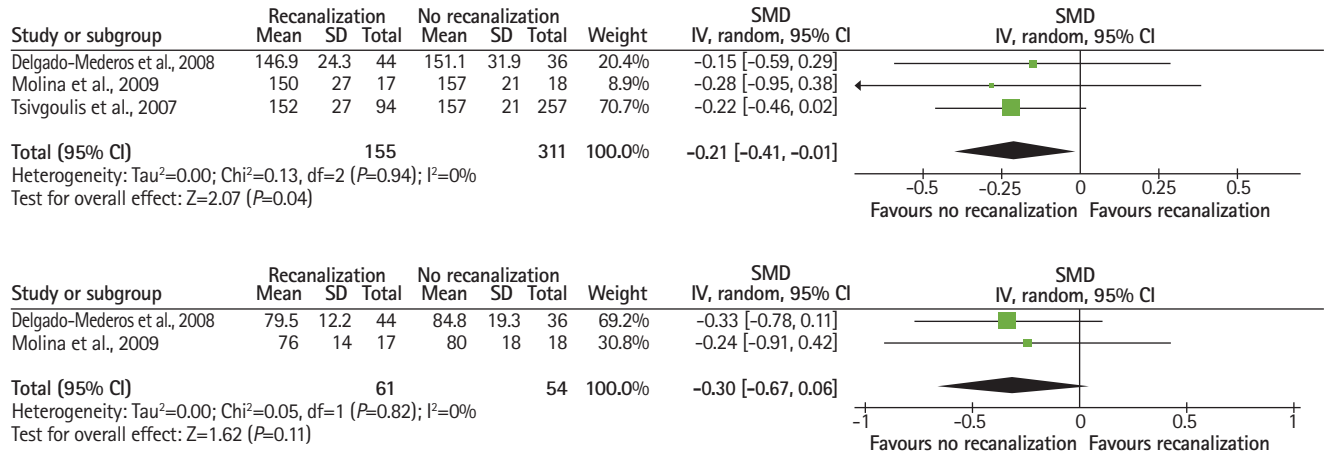 Recanalization No recanalization SMD SMD
Study or subgroup Mean SD Total Mean SD Total Weight IV, random, 95% CI IV, random, 95% CI
Delgado-Mederos et al., 2008 146.9 24.3 44 151.1 31.9 36 20.4% -0.15 [-0.59, 0.29]
Molina et al., 2009 150 27 17 157 21 18 8.9% -0.28 [-0.95, 0.38]
Tsivgoulis et al., 2007 152 27 94 157 21 257 70.7% -0.22 [-0.46, 0.02]
Total (95% CI) 155 311 100.0% -0.21 [-0.41, -0.01]
Heterogeneity: Tau²=0.00; Chi²=0.13, df=2 (P=0.94); I²=0%
Test for overall effect: Z=2.07 (P=0.04)
-0.5 -0.25 0 0.25 0.5
Favours no recanalization Favours recanalization
Recanalization No recanalization SMD SMD
Study or subgroup Mean SD Total Mean SD Total Weight IV, random, 95% CI IV, random, 95% CI
Delgado-Mederos et al., 2008 79.5 12.2 44 84.8 19.3 36 69.2% -0.33 [-0.78, 0.11]
Molina et al., 2009 76 14 17 80 18 18 30.8% -0.24 [-0.91, 0.42]
Total (95% CI) 61 54 100.0% -0.30 [-0.67, 0.06]
Heterogeneity: Tau²=0.00; Chi²=0.05, df=1 (P=0.82); I²=0%
Test for overall effect: Z=1.62 (P=0.11)
-1 -0.5 0 0.5 1
Favours no recanalization Favours recanalization